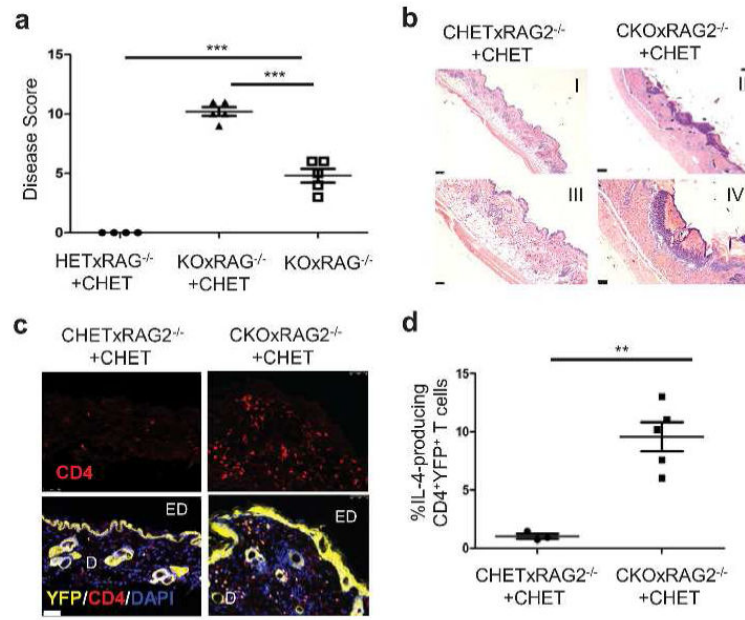 a
***
***
Disease Score
15
10
5
0
HETxRAG-/-
+CHET
KOxRAG-/-
+CHET
KOxRAG-/-
b
CHETxRAG2-/-
+CHET
CKOxRAG2-/-
+CHET
I
II
III
IV
c
CHETxRAG2-/-
+CHET
CKOxRAG2-/-
+CHET
CD4
ED
ED
D
D
YFP/CD4/DAPI
d
**
%IL-4-producing
CD4+YFP+ T cells
15
10
5
0
CHETxRAG2-/-
+CHET
CKOxRAG2-/-
+CHET